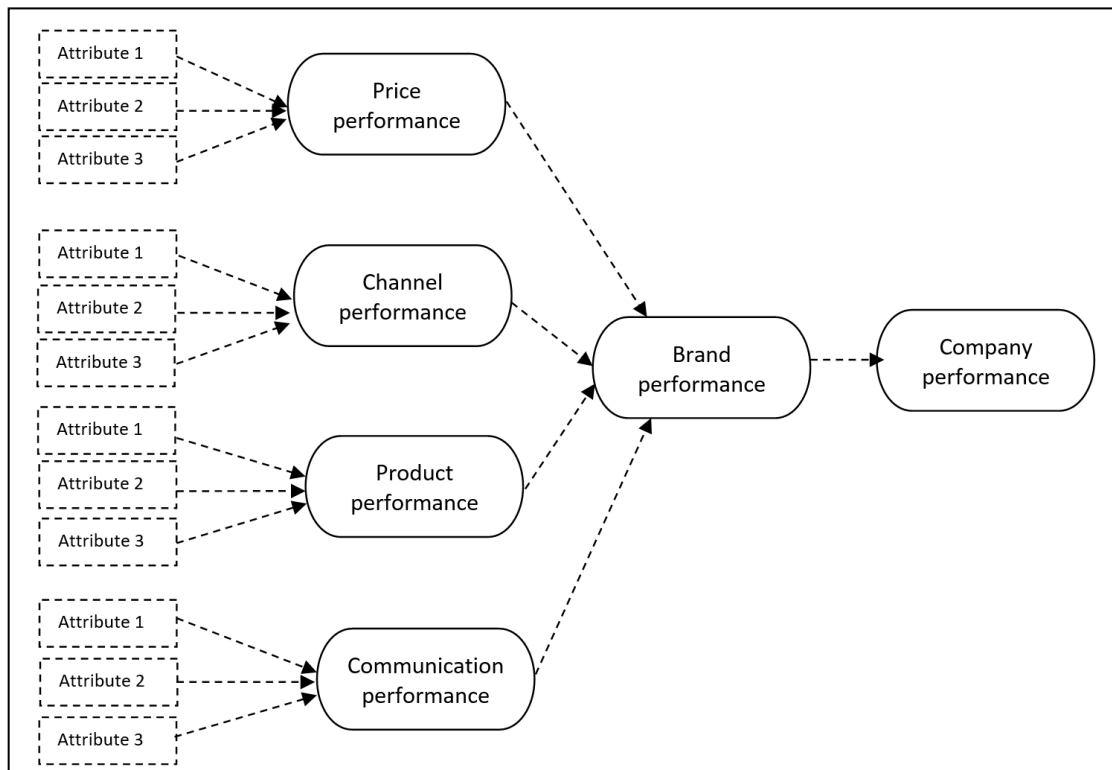 Attribute 1
Attribute 2
Attribute 3
Price
performance
Attribute 1
Attribute 2
Attribute 3
Channel
performance
Attribute 1
Attribute 2
Attribute 3
Product
performance
Attribute 1
Attribute 2
Attribute 3
Communication
performance
Brand
performance
Company
performance